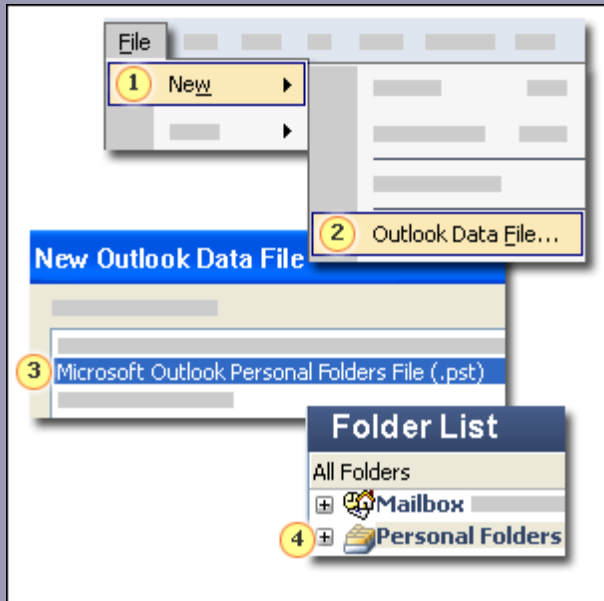 File
1 New
2 Outlook Data File...
New Outlook Data File
3 Microsoft Outlook Personal Folders File (.pst)
Folder List
All Folders
Mailbox
4 Personal Folders